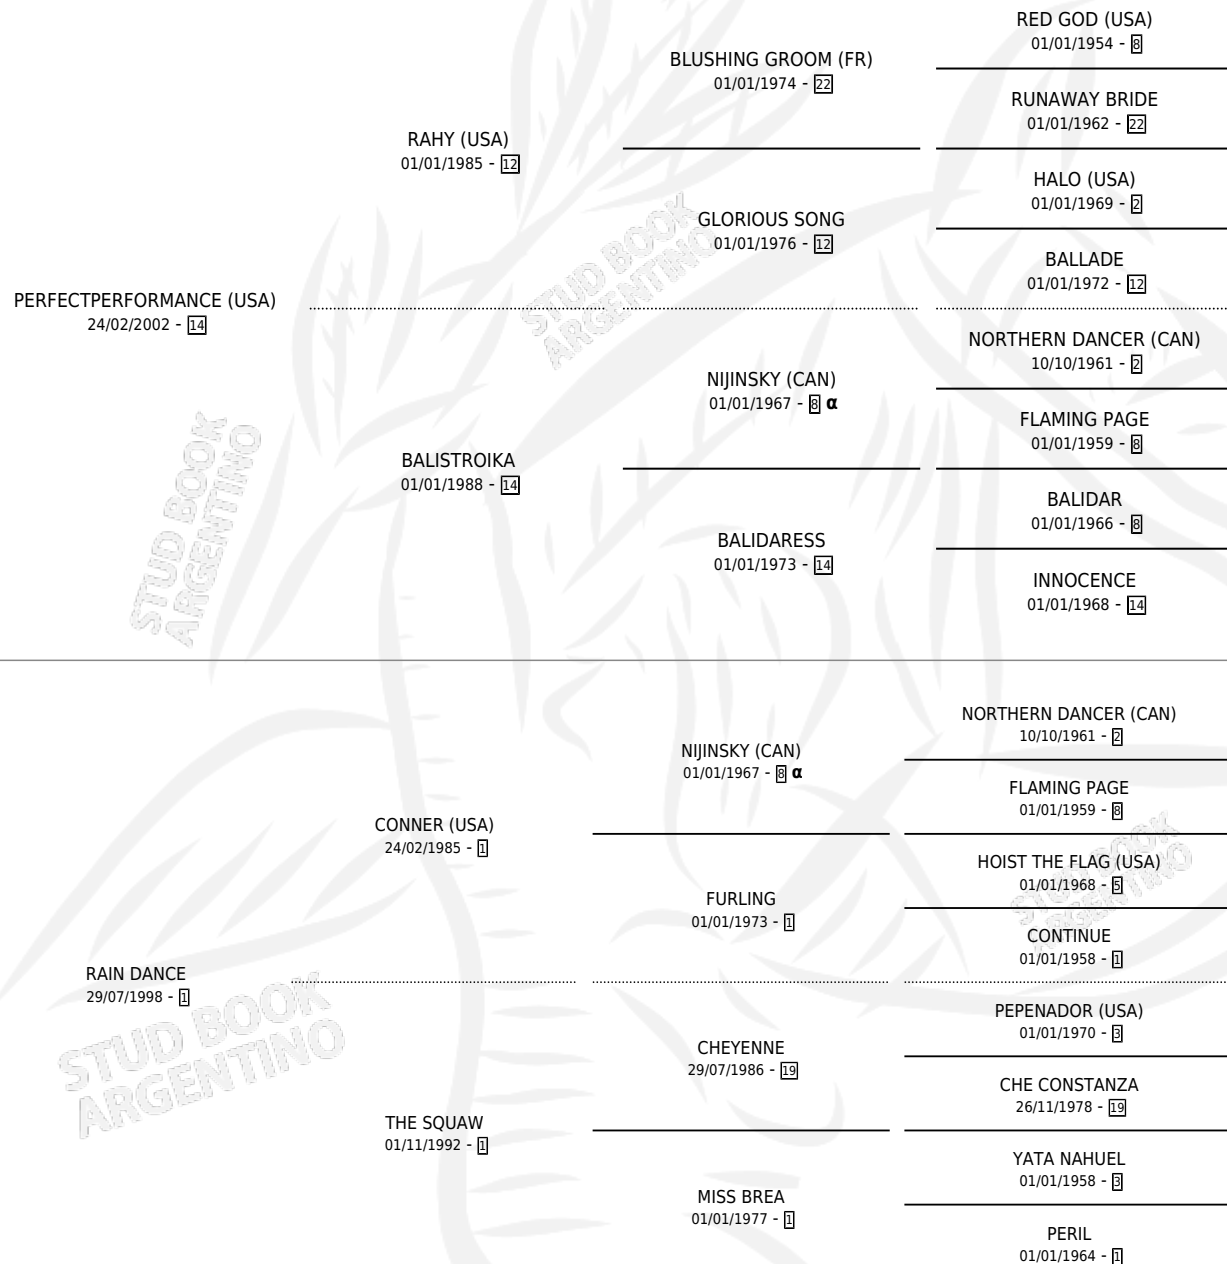 RED GOD (USA)
01/01/1954 - 8
BLUSHING GROOM (FR)
01/01/1974 - 22
RUNAWAY BRIDE
01/01/1962 - 22
RAHY (USA)
01/01/1985 - 12
HALO (USA)
01/01/1969 - 2
GLORIOUS SONG
01/01/1976 - 12
BALLADE
01/01/1972 - 12
PERFECTPERFORMANCE (USA)
24/02/2002 - 14
NORTHERN DANCER (CAN)
10/10/1961 - 2
NIJINSKY (CAN)
01/01/1967 - 8 α
FLAMING PAGE
01/01/1959 - 8
BALISTROIKA
01/01/1988 - 14
BALIDAR
01/01/1966 - 8
BALIDARESS
01/01/1973 - 14
INNOCENCE
01/01/1968 - 14
NORTHERN DANCER (CAN)
10/10/1961 - 2
NIJINSKY (CAN)
01/01/1967 - 8 α
FLAMING PAGE
01/01/1959 - 8
CONNER (USA)
24/02/1985 - 1
HOIST THE FLAG (USA)
01/01/1968 - 5
FURLING
01/01/1973 - 1
CONTINUE
01/01/1958 - 1
RAIN DANCE
29/07/1998 - 1
PEPENADOR (USA)
01/01/1970 - 3
CHEYENNE
29/07/1986 - 19
CHE CONSTANZA
26/11/1978 - 19
THE SQUAW
01/11/1992 - 1
YATA NAHUEL
01/01/1958 - 3
MISS BREA
01/01/1977 - 1
PERIL
01/01/1964 - 1
STUD BOOK
ARGENTINO
STUD BOOK
ARGENTINO
STUD BOOK
ARGENTINO
STUD BOOK
ARGENTINO